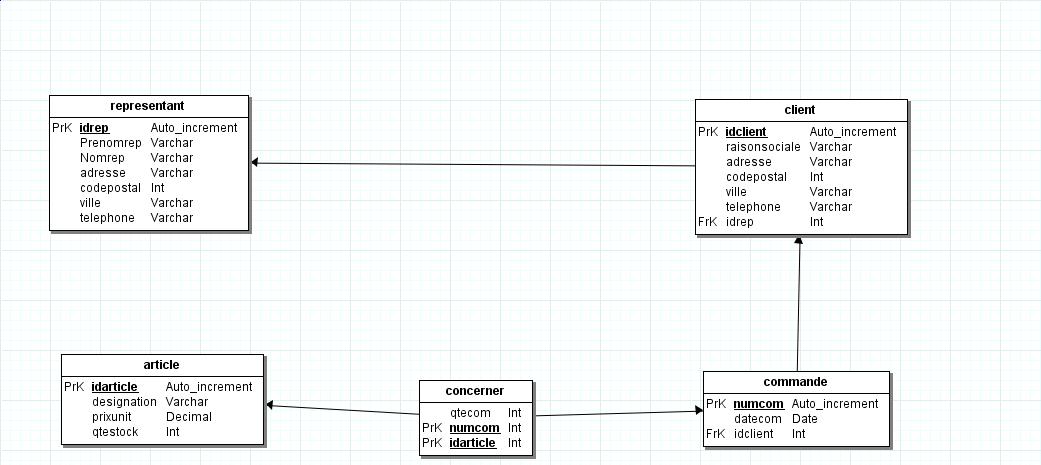 representant
PrK idrep Auto_increment
Prenomrep Varchar
Nomrep Varchar
adresse Varchar
codepostal Int
ville Varchar
telephone Varchar
client
PrK idclient Auto_increment
raisonsociale Varchar
adresse Varchar
codepostal Int
ville Varchar
telephone Varchar
FrK idrep Int
article
PrK idarticle Auto_increment
designation Varchar
prixunit Decimal
qtestock Int
concerner
qtecom Int
PrK numcom Int
PrK idarticle Int
commande
PrK numcom Auto_increment
datecom Date
FrK idclient Int